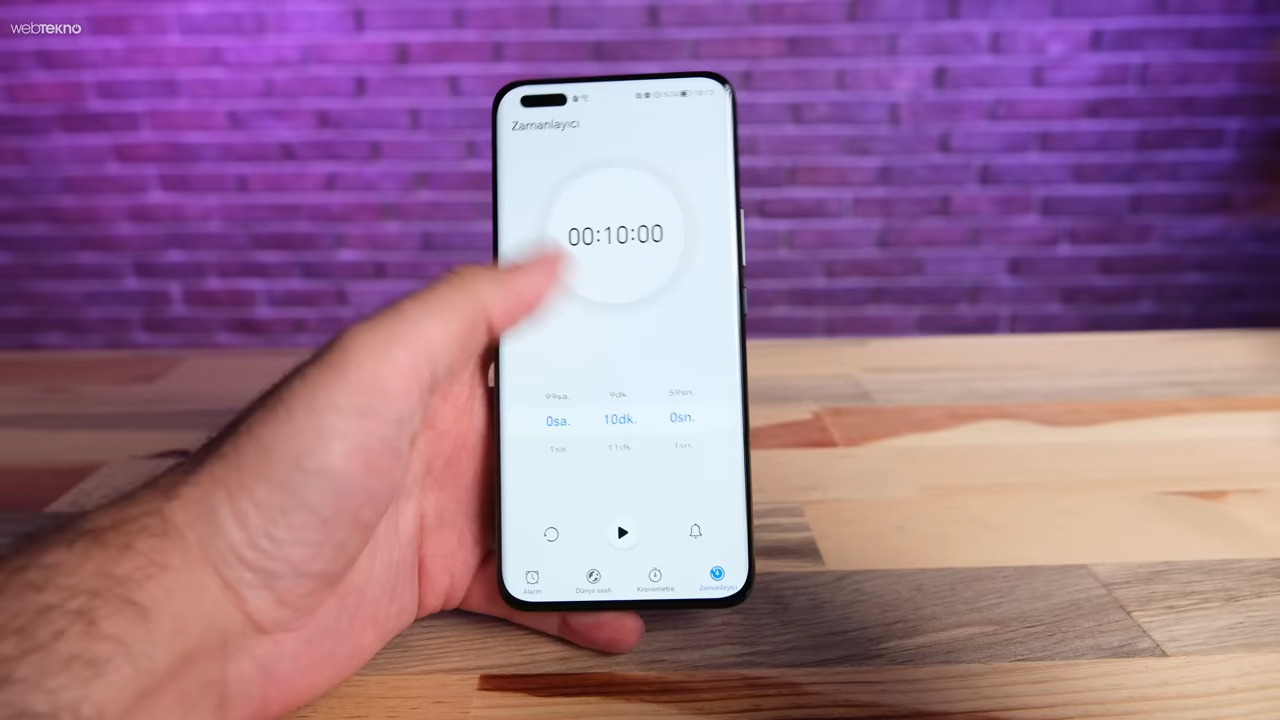 webTEKNO
Zamanlayıcı
00:10:00
99sa. 9dk. 59sn.
0sa. 10dk. 0sn.
1sa. 11dk. 1sn.
Alarm Dünya saati Kronometre Zamanlayıcı